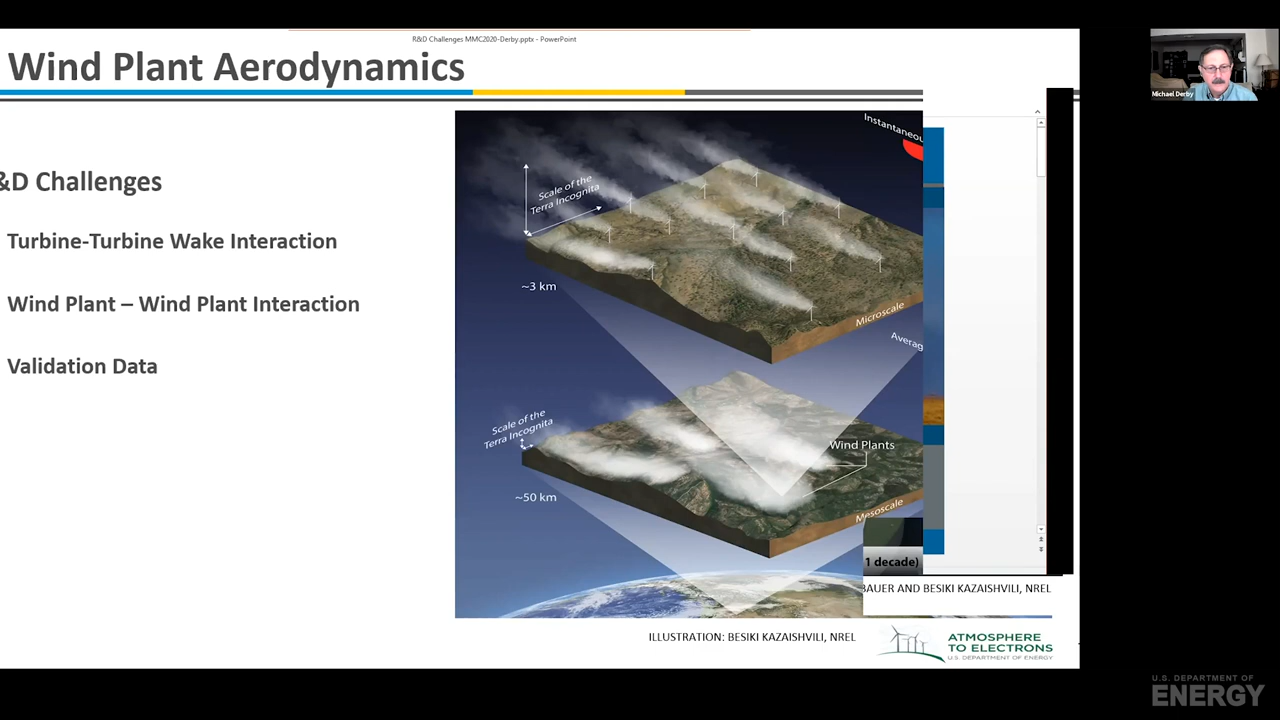 R&D Challenges MMC2020-Derby.pptx - PowerPoint
Wind Plant Aerodynamics
&D Challenges
Turbine-Turbine Wake Interaction
Wind Plant – Wind Plant Interaction
Validation Data
Instantaneou
Scale of the
Terra Incognita
~3 km
Microscale
Averag
Scale of the
Terra Incognita
Wind Plants
~50 km
Mesoscale
1 decade)
BAUER AND BESIKI KAZAISHVILI, NREL
ILLUSTRATION: BESIKI KAZAISHVILI, NREL
ATMOSPHERE
TO ELECTRONS
U.S. DEPARTMENT OF ENERGY
Michael Derby
U.S. DEPARTMENT OF
ENERGY